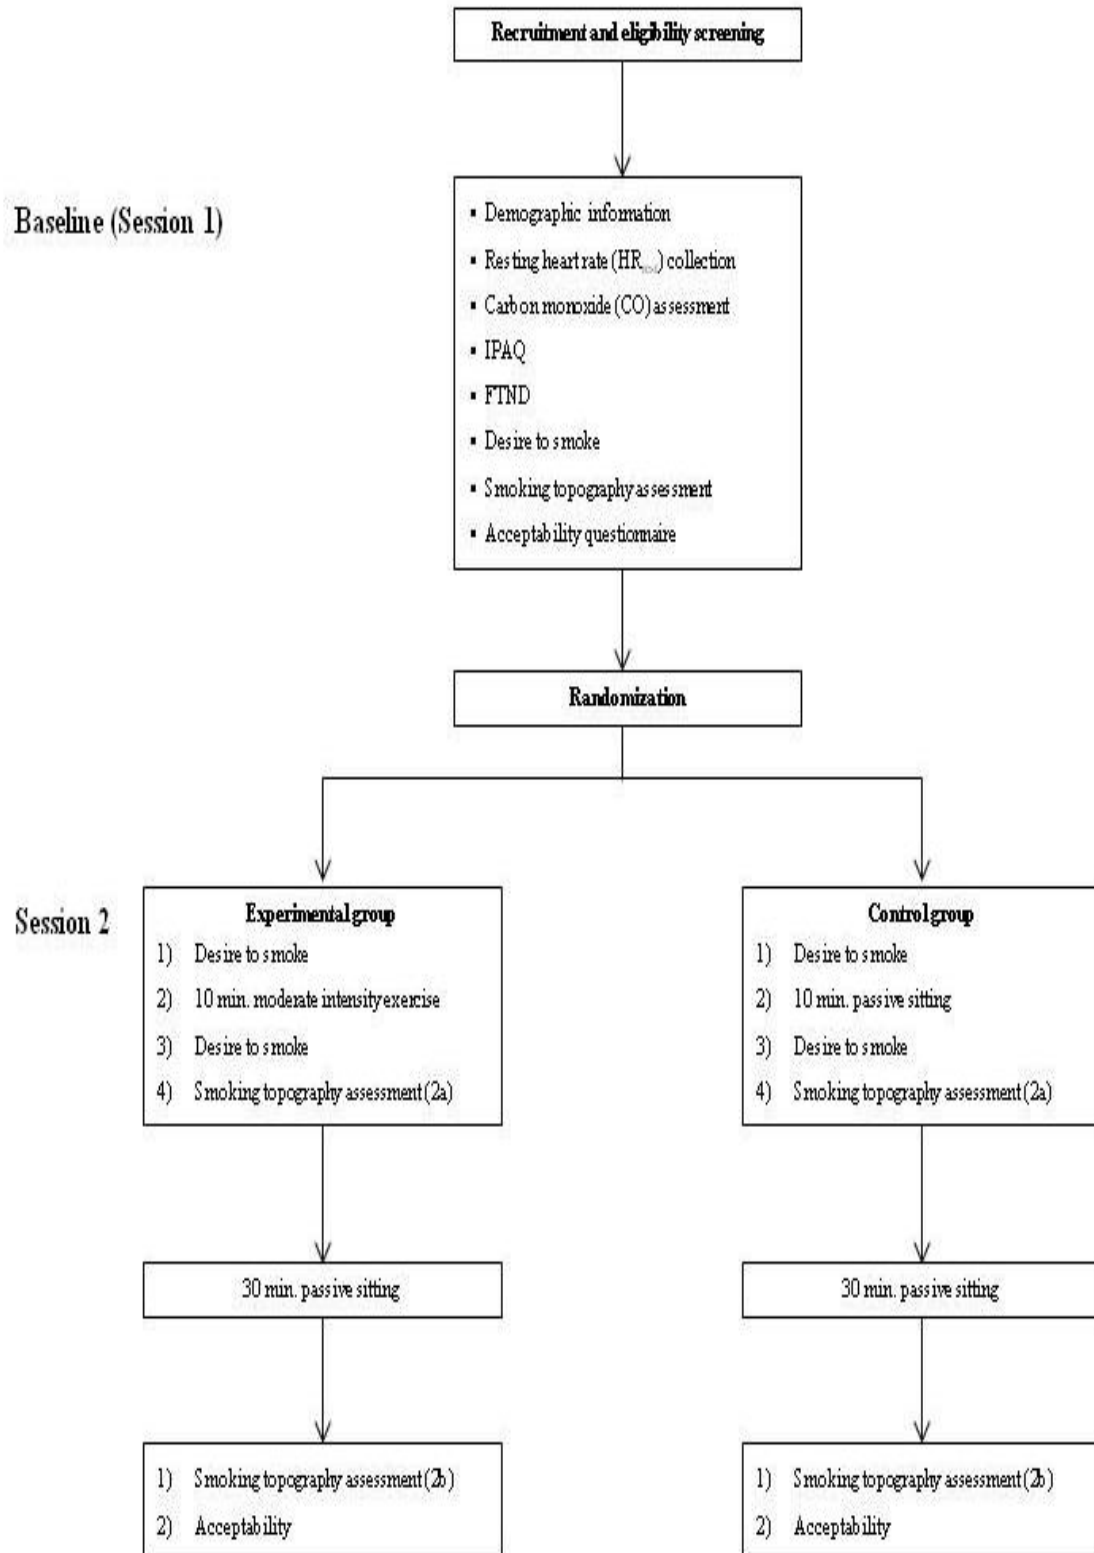 Recruitment and eligibility screening
Baseline (Session 1)
▪ Demographic information
▪ Resting heart rate (HR) collection
▪ Carbon monoxide (CO) assessment
▪ IPAQ
▪ FTND
▪ Desire to smoke
▪ Smoking topography assessment
▪ Acceptability questionnaire
Randomization
Session 2
Experimental group
1) Desire to smoke
2) 10 min. moderate intensity exercise
3) Desire to smoke
4) Smoking topography assessment (2a)
Control group
1) Desire to smoke
2) 10 min. passive sitting
3) Desire to smoke
4) Smoking topography assessment (2a)
30 min. passive sitting
30 min. passive sitting
1) Smoking topography assessment (2b)
2) Acceptability
1) Smoking topography assessment (2b)
2) Acceptability